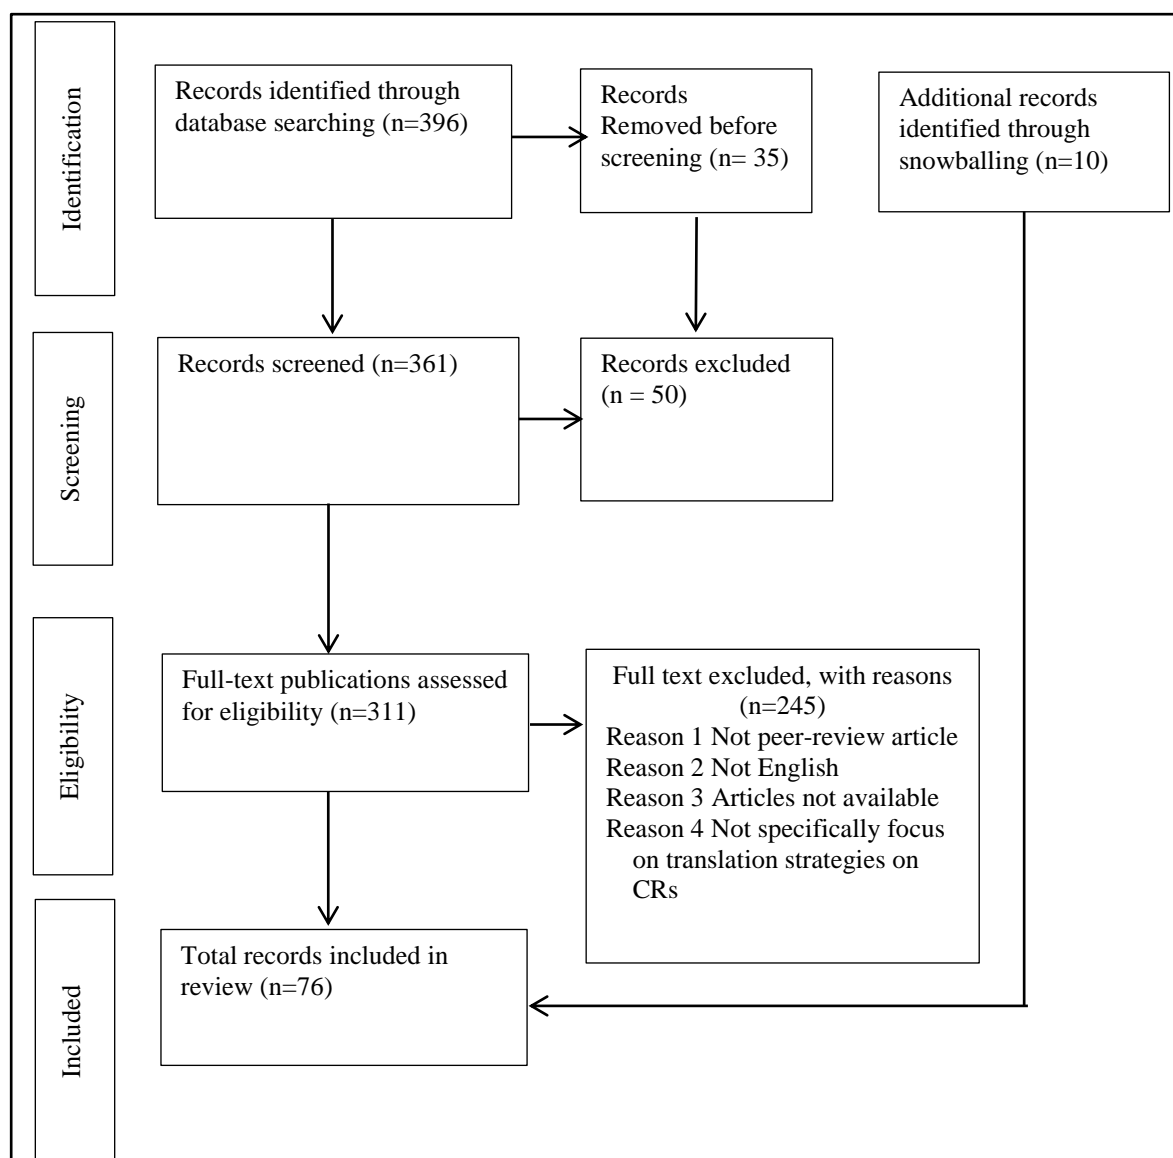 Identification
Records identified through
database searching (n=396)
Records
Removed before
screening (n= 35)
Additional records
identified through
snowballing (n=10)
Screening
Records screened (n=361)
Records excluded
(n = 50)
Eligibility
Full-text publications assessed
for eligibility (n=311)
Full text excluded, with reasons
(n=245)
Reason 1 Not peer-review article
Reason 2 Not English
Reason 3 Articles not available
Reason 4 Not specifically focus
on translation strategies on
CRs
Included
Total records included in
review (n=76)